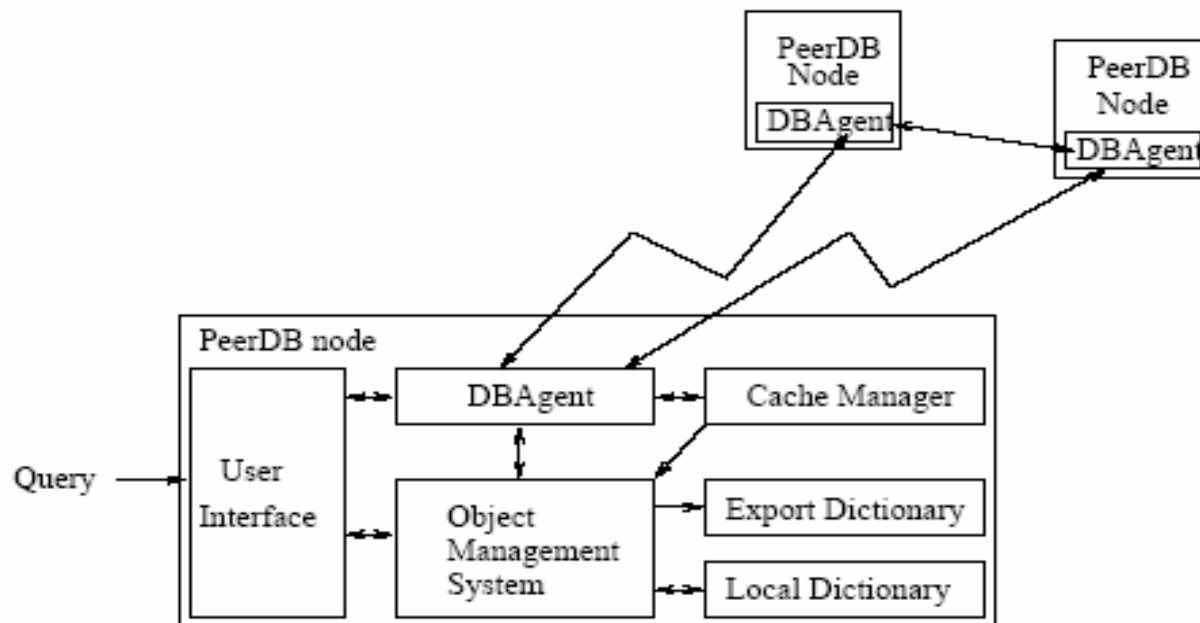 PeerDB
Node
DBAgent
PeerDB
Node
DBAgent
PeerDB node
DBAgent
Cache Manager
Query
User
Interface
Object
Management
System
Export Dictionary
Local Dictionary